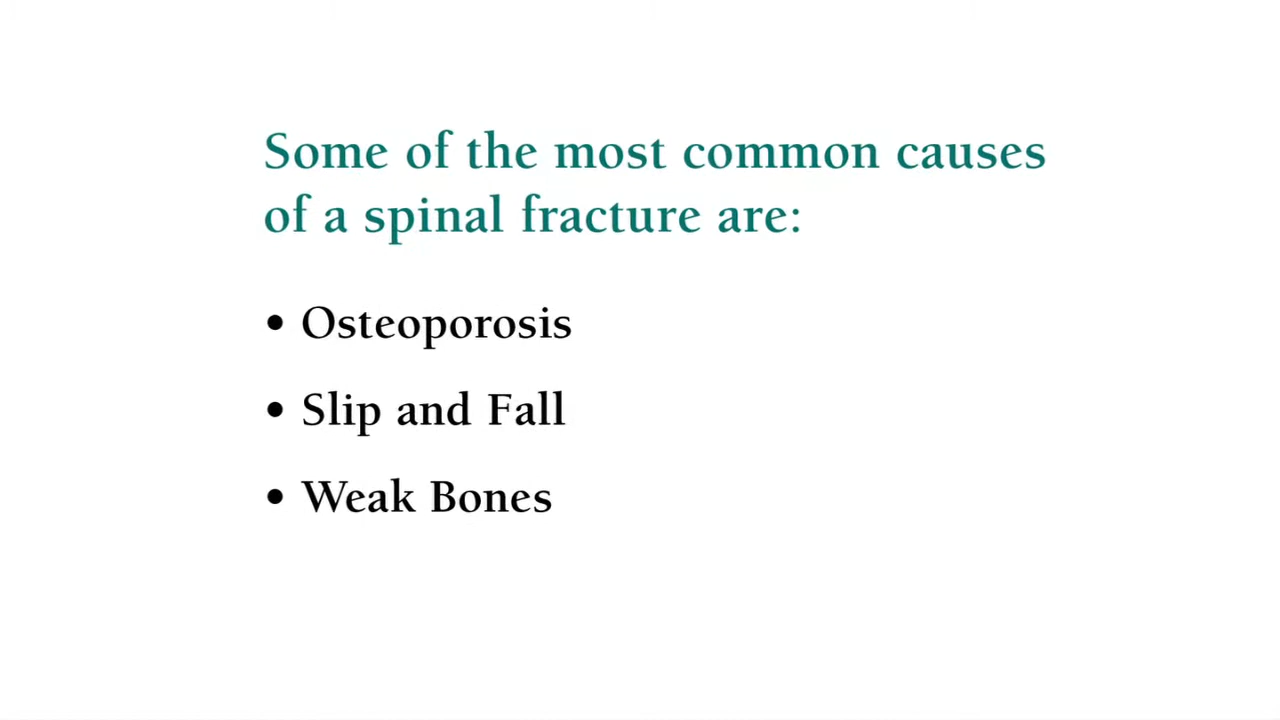 Some of the most common causes
of a spinal fracture are:
• Osteoporosis
• Slip and Fall
• Weak Bones